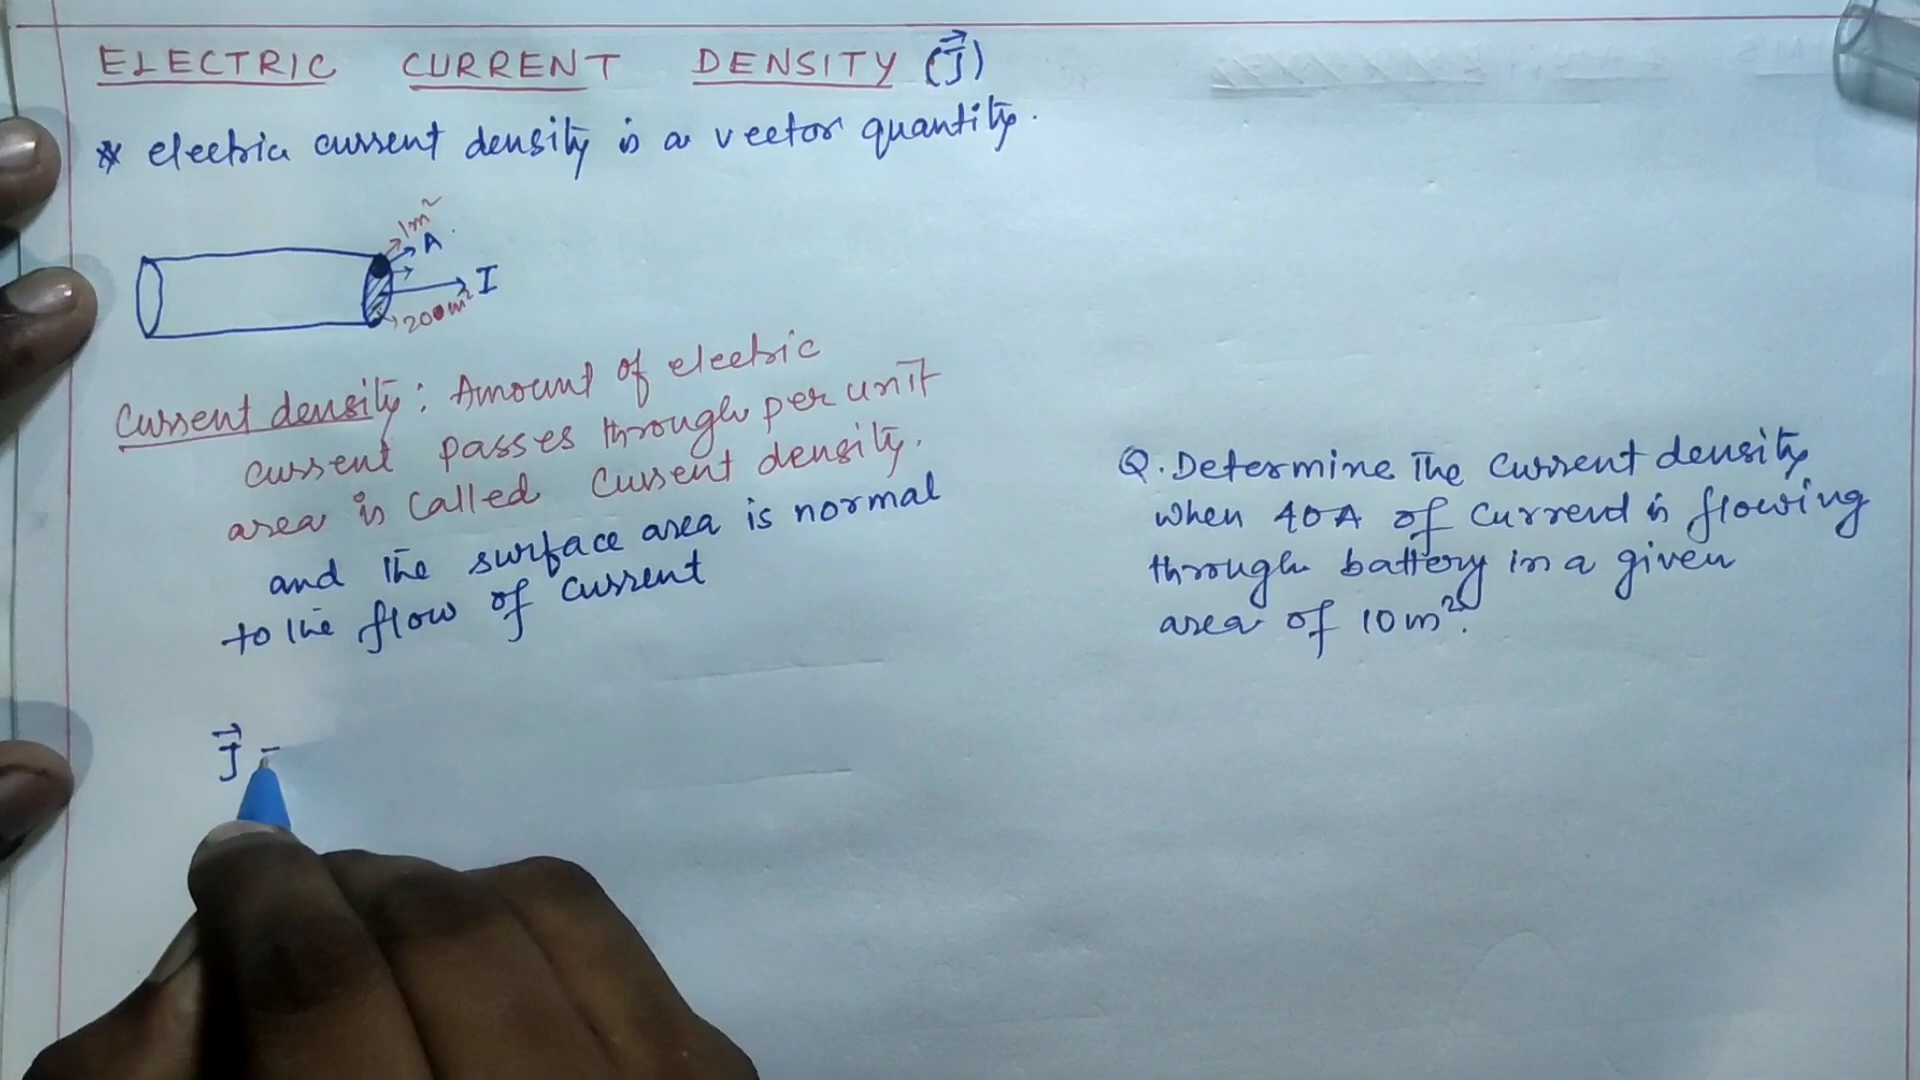 ELECTRIC CURRENT DENSITY (J⃗)
* electric current density is a vector quantity.
1m²
A
I
200m²
Current density: Amount of electric
current passes through per unit
area is called current density.
and the surface area is normal
to the flow of current
J⃗ =
Q. Determine the current density
when 40A of current is flowing
through battery in a given
area of 10m².